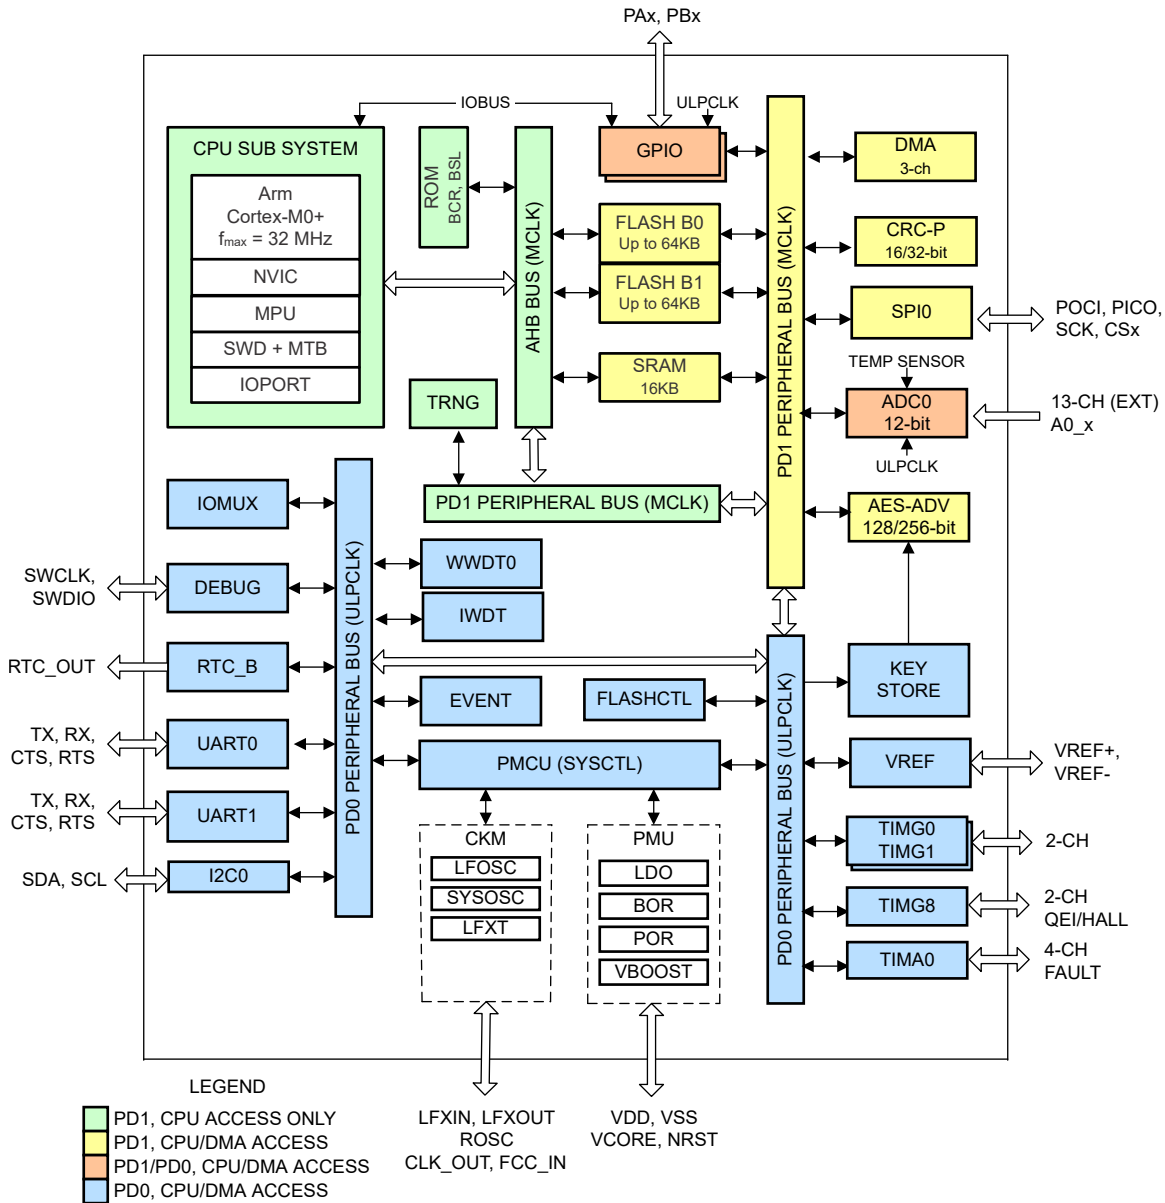 PAx, PBx
IOBUS
ULPCLK
CPU SUB SYSTEM
Arm
Cortex-M0+
fmax = 32 MHz
NVIC
MPU
SWD + MTB
IOPORT
ROM
BCR, BSL
AHB BUS (MCLK)
GPIO
FLASH B0
Up to 64KB
FLASH B1
Up to 64KB
SRAM
16KB
TRNG
PD1 PERIPHERAL BUS (MCLK)
PD1 PERIPHERAL BUS (MCLK)
DMA
3-ch
CRC-P
16/32-bit
SPI0
POCI, PICO,
SCK, CSx
TEMP SENSOR
ADC0
12-bit
ULPCLK
13-CH (EXT)
A0_x
AES-ADV
128/256-bit
IOMUX
SWCLK,
SWDIO
DEBUG
RTC_OUT
RTC_B
TX, RX,
CTS, RTS
UART0
TX, RX,
CTS, RTS
UART1
SDA, SCL
I2C0
PD0 PERIPHERAL BUS (ULPCLK)
WWDT0
IWDT
EVENT
FLASHCTL
PMCU (SYSCTL)
CKM
LFOSC
SYSOSC
LFXT
PMU
LDO
BOR
POR
VBOOST
PD0 PERIPHERAL BUS (ULPCLK)
KEY
STORE
VREF
VREF+,
VREF-
TIMG0
TIMG1
2-CH
TIMG8
2-CH
QEI/HALL
TIMA0
4-CH
FAULT
LEGEND
PD1, CPU ACCESS ONLY
PD1, CPU/DMA ACCESS
PD1/PD0, CPU/DMA ACCESS
PD0, CPU/DMA ACCESS
LFXIN, LFXOUT
ROSC
CLK_OUT, FCC_IN
VDD, VSS
VCORE, NRST